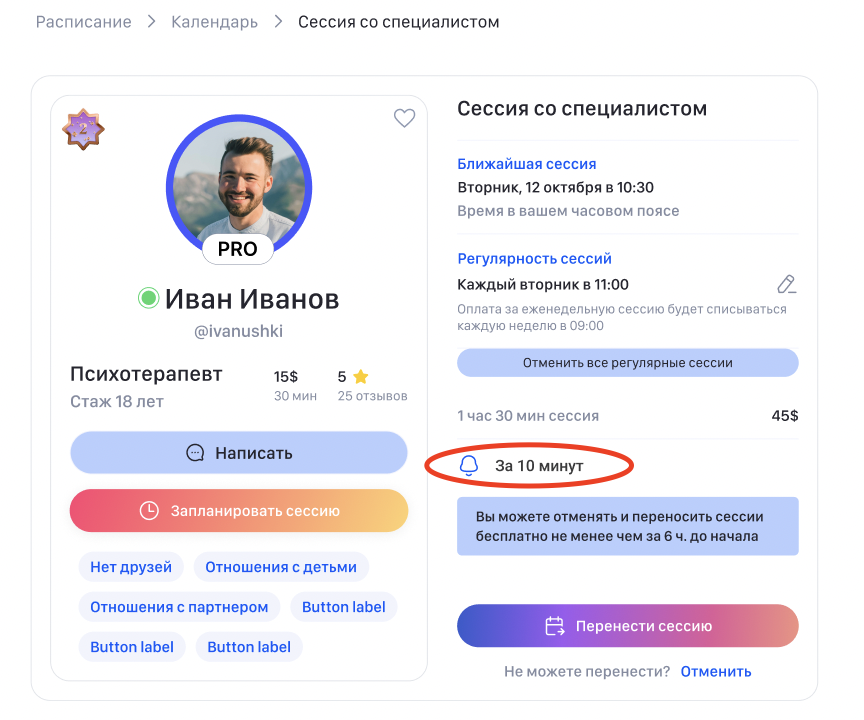 Расписание > Календарь > Сессия со специалистом
2
PRO
Иван Иванов
@ivanushki
Психотерапевт
Стаж 18 лет
15$
30 мин
5
25 отзывов
Написать
Запланировать сессию
Нет друзей
Отношения с детьми
Отношения с партнером
Button label
Button label
Button label
Сессия со специалистом
Ближайшая сессия
Вторник, 12 октября в 10:30
Время в вашем часовом поясе
Регулярность сессий
Каждый вторник в 11:00
Оплата за еженедельную сессию будет списываться
каждую неделю в 09:00
Отменить все регулярные сессии
1 час 30 мин сессия
45$
За 10 минут
Вы можете отменять и переносить сессии
бесплатно не менее чем за 6 ч. до начала
Перенести сессию
Не можете перенести? Отменить